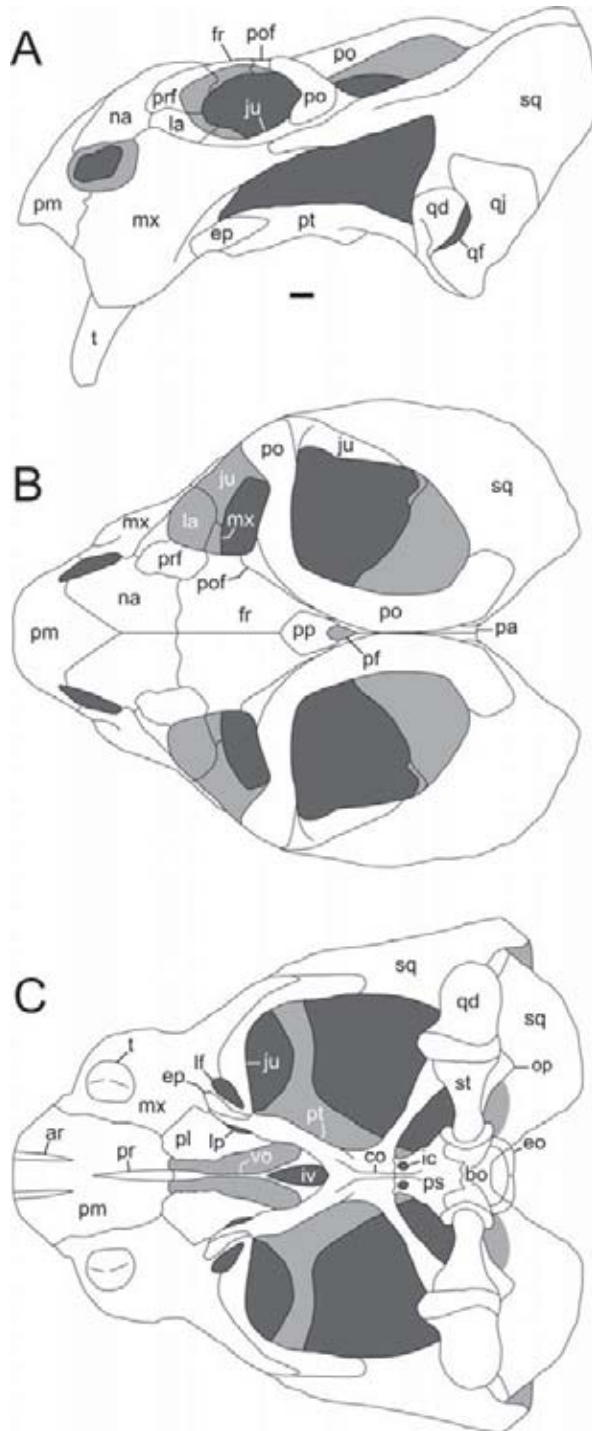 A
fr pof
po
prf
na
la
ju
po
sq
pm
mx
ep
pt
qd
qj
qf
t
B
po
ju
ju
sq
mx
la
mx
prf
pof
na
fr
po
pm
pp
pa
pf
C
sq
qd
sq
t
lf
ju
ep
st
op
mx
pt
ar
pl
lp
eo
pr
vo
co
ic
bo
iv
ps
pm